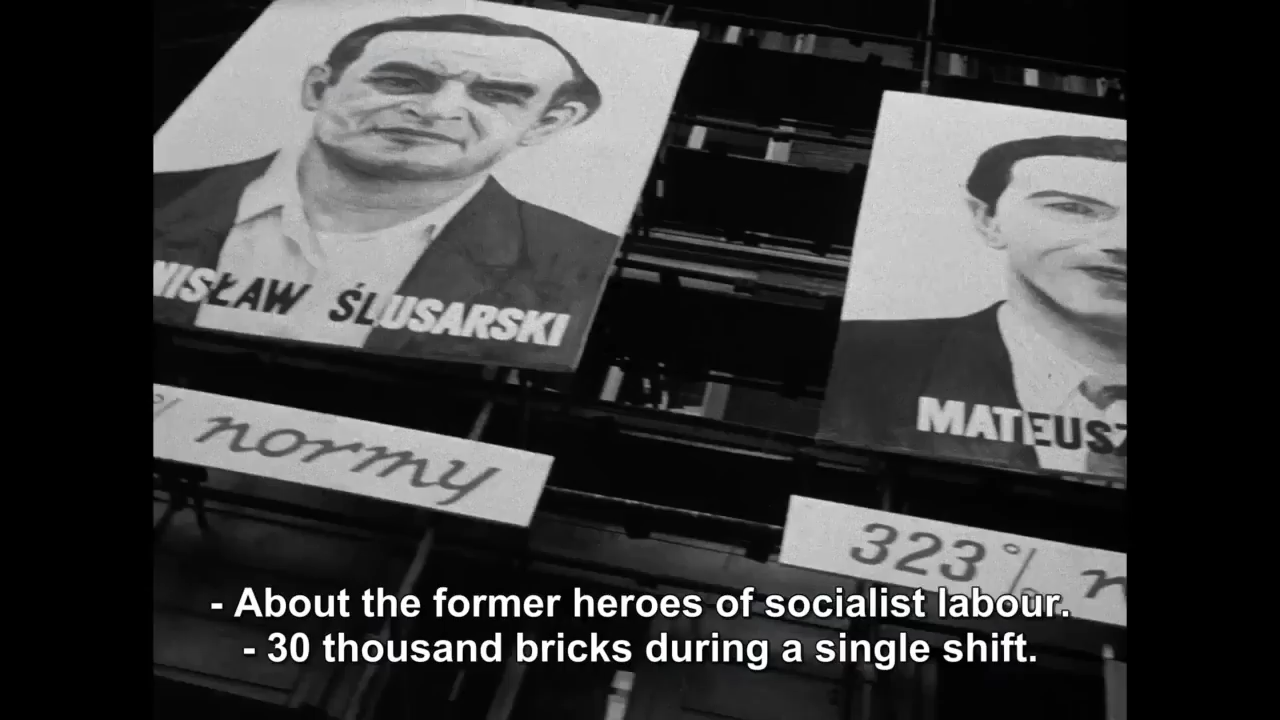 NISŁAW ŚLUSARSKI
MATEUSZ
% normy
323% n
- About the former heroes of socialist labour.
- 30 thousand bricks during a single shift.